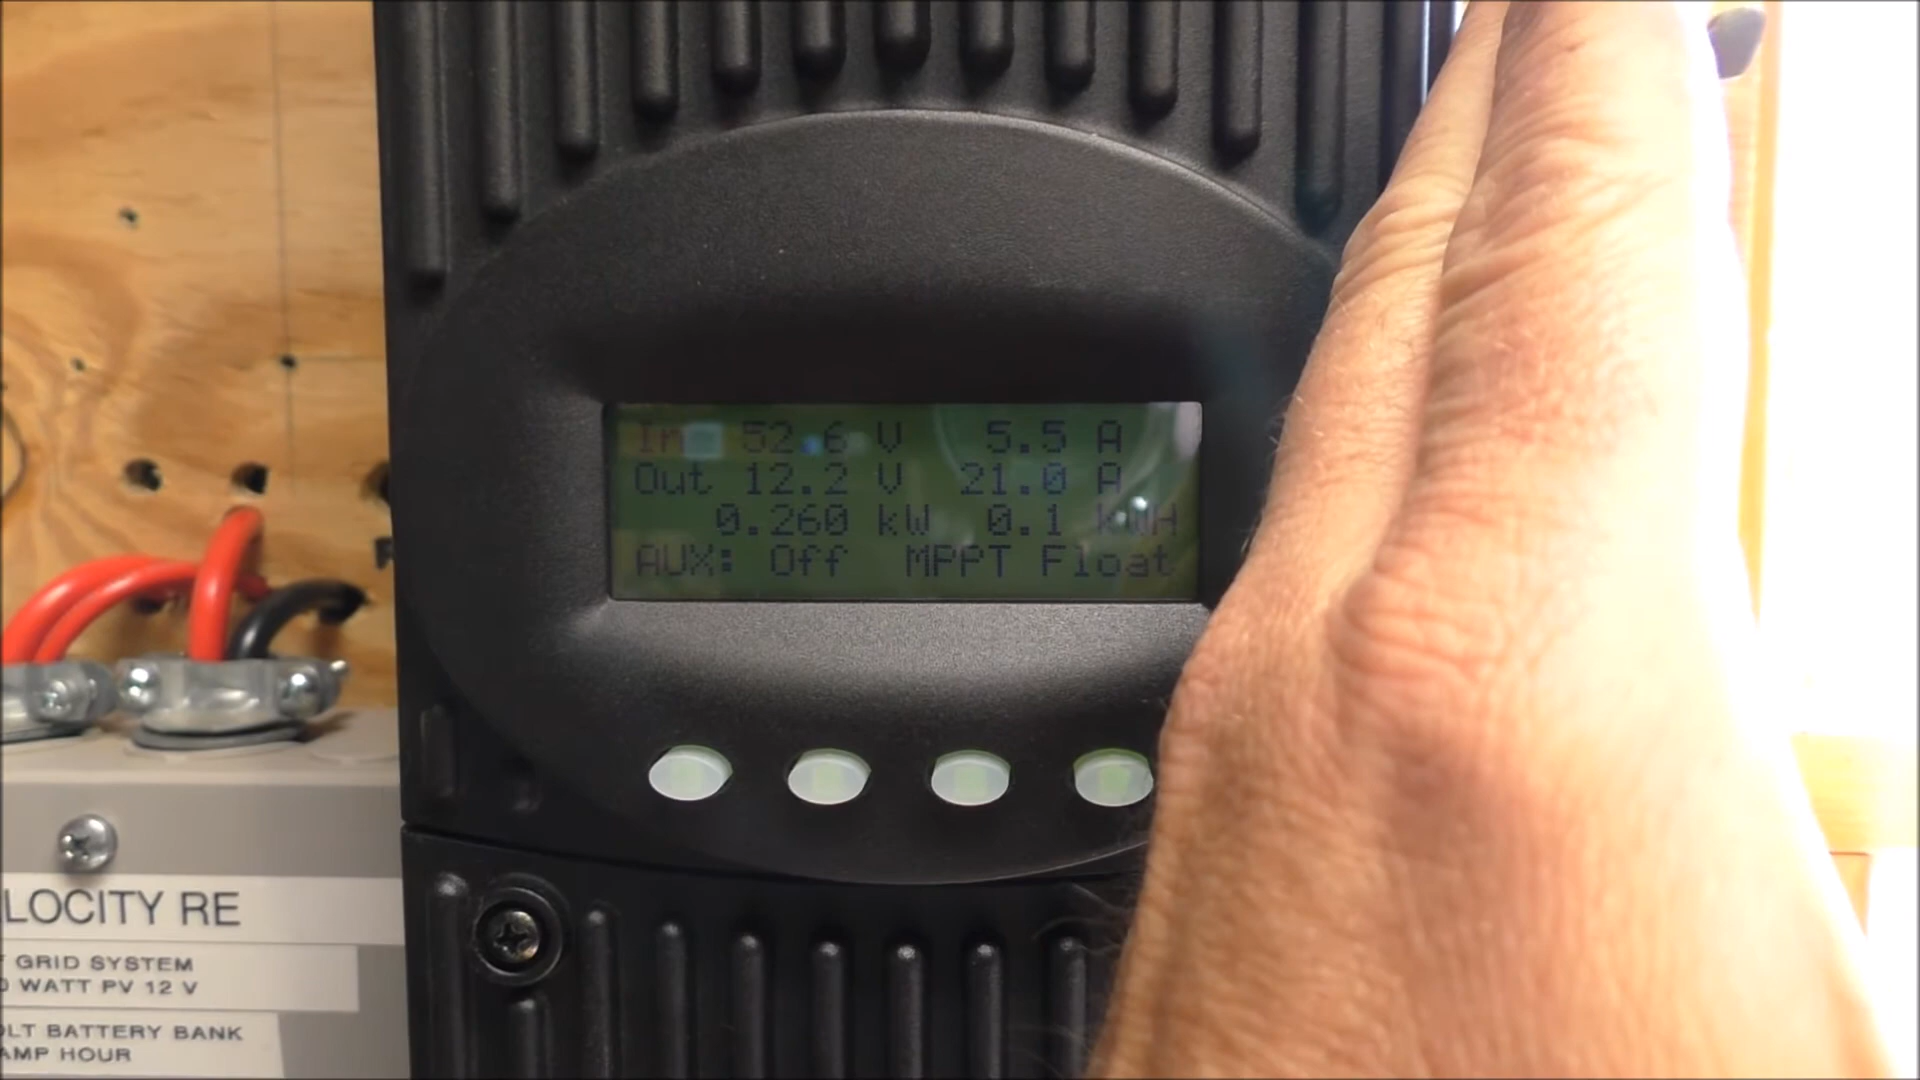 In 52.6 V 5.5 A
Out 12.2 V 21.0 A
0.260 kW 0.1 kWH
AUX: Off MPPT Float
LOCITY RE
GRID SYSTEM
0 WATT PV 12 V
OLT BATTERY BANK
AMP HOUR